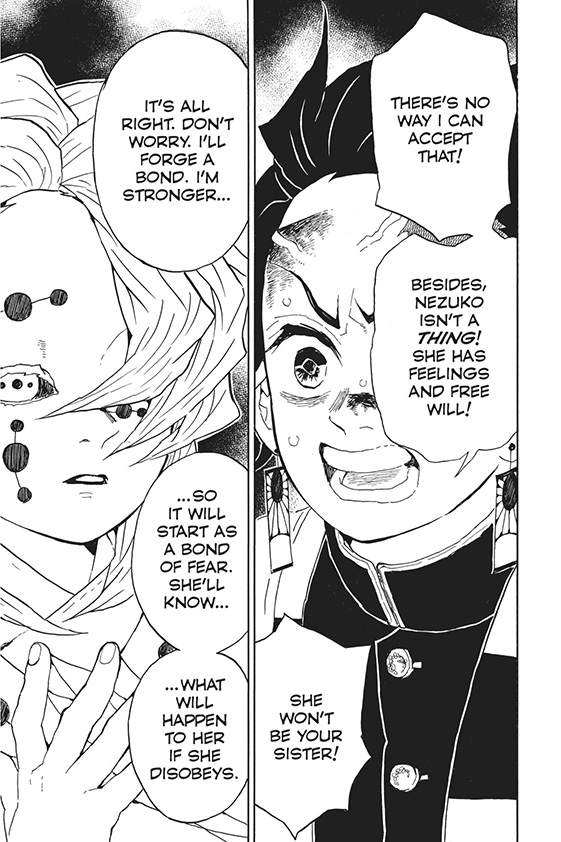 THERE'S NO
WAY I CAN
ACCEPT
THAT!
BESIDES,
NEZUKO
ISN'T A
THING!
SHE HAS
FEELINGS
AND FREE
WILL!
SHE
WON'T
BE YOUR
SISTER!
IT'S ALL
RIGHT. DON'T
WORRY. I'LL
FORGE A
BOND. I'M
STRONGER...
...SO
IT WILL
START AS
A BOND
OF FEAR.
SHE'LL
KNOW...
...WHAT
WILL
HAPPEN
TO HER
IF SHE
DISOBEYS.